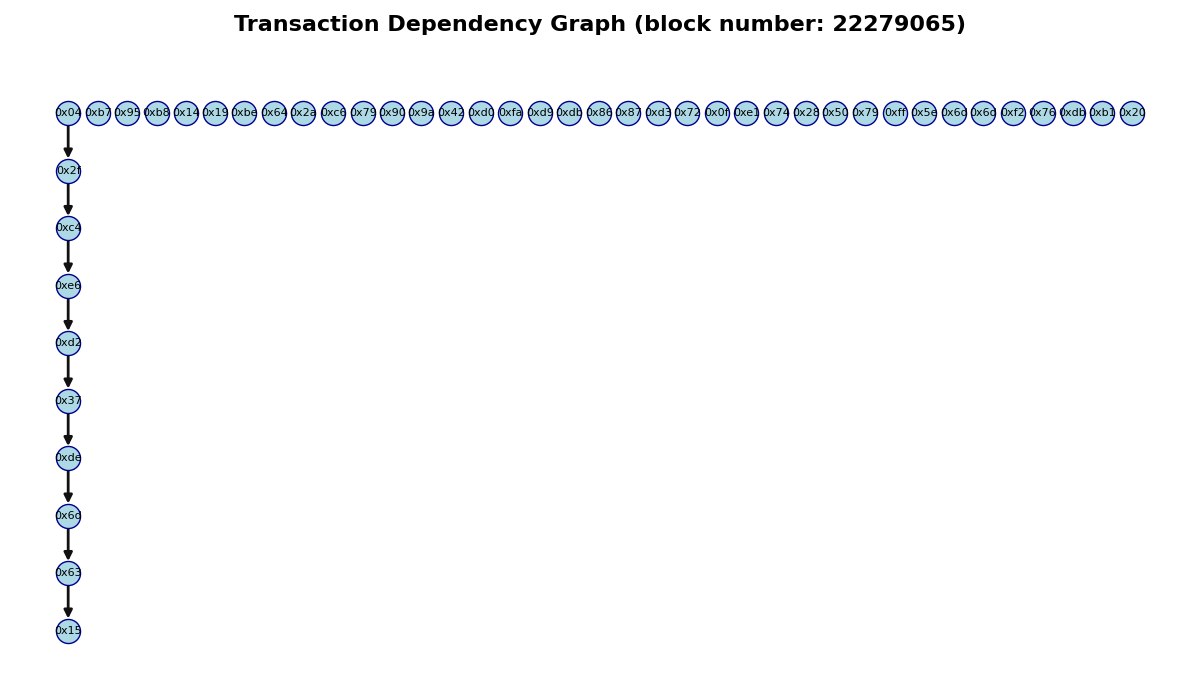 Transaction Dependency Graph (block number: 22279065)
0x04 0xb7 0x95 0xb8 0x14 0x19 0xbe 0x64 0x2a 0xc6 0x79 0x90 0x9a 0x42 0xd0 0xfa 0xd9 0xdb 0x86 0x87 0xd3 0x72 0x0f 0xe1 0x74 0x28 0x50 0x79 0xff 0x5e 0x6d 0x6d 0xf2 0x76 0xdb 0xb1 0x20
0x2f
0xc4
0xe6
0xd2
0x37
0xde
0x6d
0x63
0x15